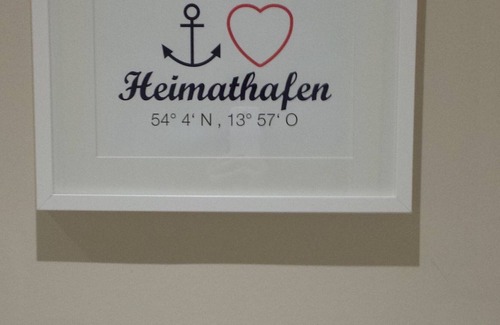 Heimathafen
54° 4' N , 13° 57' O